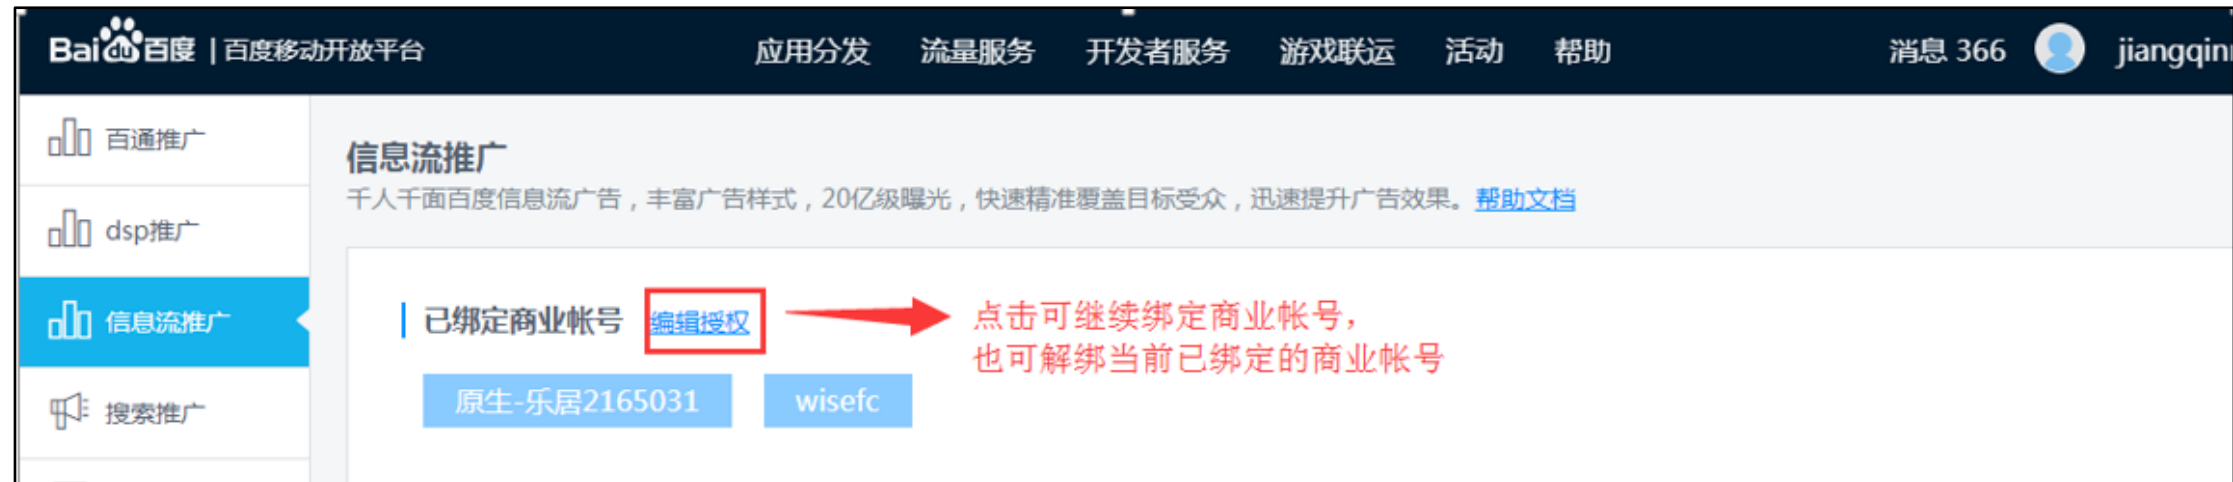 Bai du 百度 | 百度移动开放平台 应用分发 流量服务 开发者服务 游戏联运 活动 帮助 消息 366
百通推广
dsp推广
信息流推广
搜索推广
信息流推广
千人千面百度信息流广告，丰富广告样式，20亿级曝光，快速精准覆盖目标受众，迅速提升广告效果。帮助文档
已绑定商业帐号 编辑授权
点击可继续绑定商业帐号，
也可解绑当前已绑定的商业帐号
原生-乐居2165031 wisefc